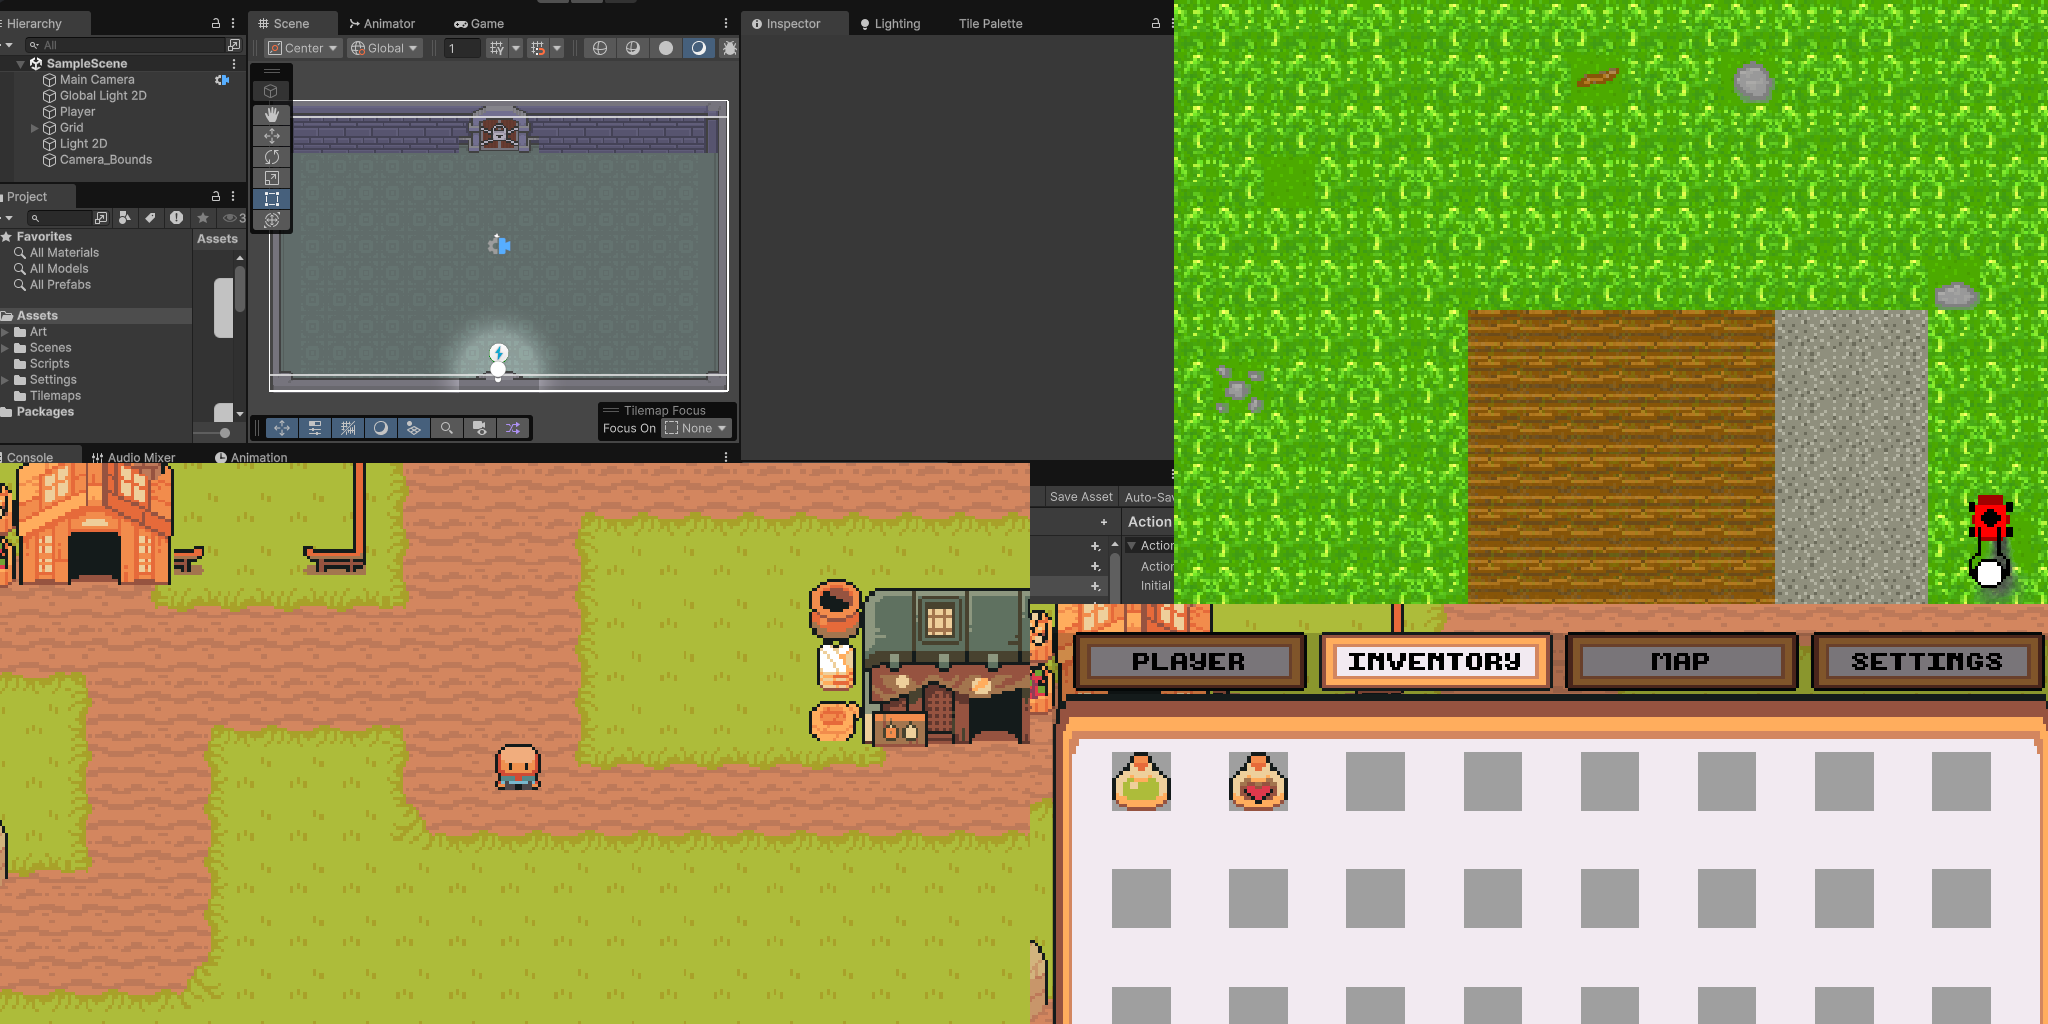 Hierarchy
All
SampleScene
Main Camera
Global Light 2D
Player
Grid
Light 2D
Camera_Bounds
Project
3
Favorites
All Materials
All Models
All Prefabs
Assets
Art
Scenes
Scripts
Settings
Tilemaps
Packages
Assets
Scene
Animator
Game
Center
Global
1
Tilemap Focus
Focus On
None
Inspector
Lighting
Tile Palette
Console
Audio Mixer
Animation
Save Asset
Auto-Sav
Action
Action
Action
Initial
PLAYER
INVENTORY
MAP
SETTINGS